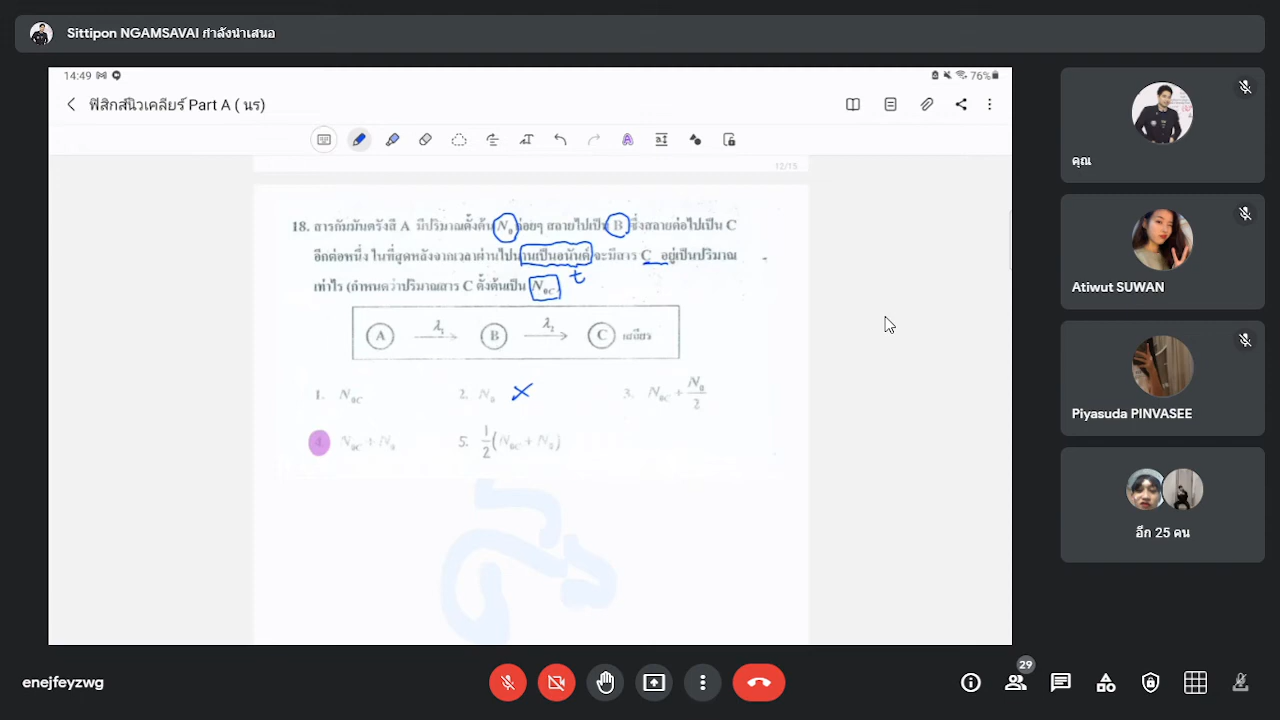 Sittipon NGAMSAVAI กำลังนำเสนอ
14:49
76%
ฟิสิกส์นิวเคลียร์ Part A ( นร)
12/15
18. สารกัมมันตรังสี A มีปริมาณตั้งต้น N₀ ค่อยๆ สลายไปเป็น B ซึ่งสลายต่อไปเป็น C
อีกต่อหนึ่ง ในที่สุดหลังจากเวลาผ่านไปนานเป็นอนันต์ จะมีสาร C อยู่เป็นปริมาณ
t
เท่าไร (กำหนดว่าปริมาณสาร C ตั้งต้นเป็น N₀C
A λ₁ B λ₂ C เสถียร
1. N₀C 2. N₀ X 3. N₀C + N₀/2
4. N₀C + N₀ 5. 1/2(N₀C + N₀)
คุณ
Atiwut SUWAN
Piyasuda PINVASEE
อีก 25 คน
enejfeyzwg
29